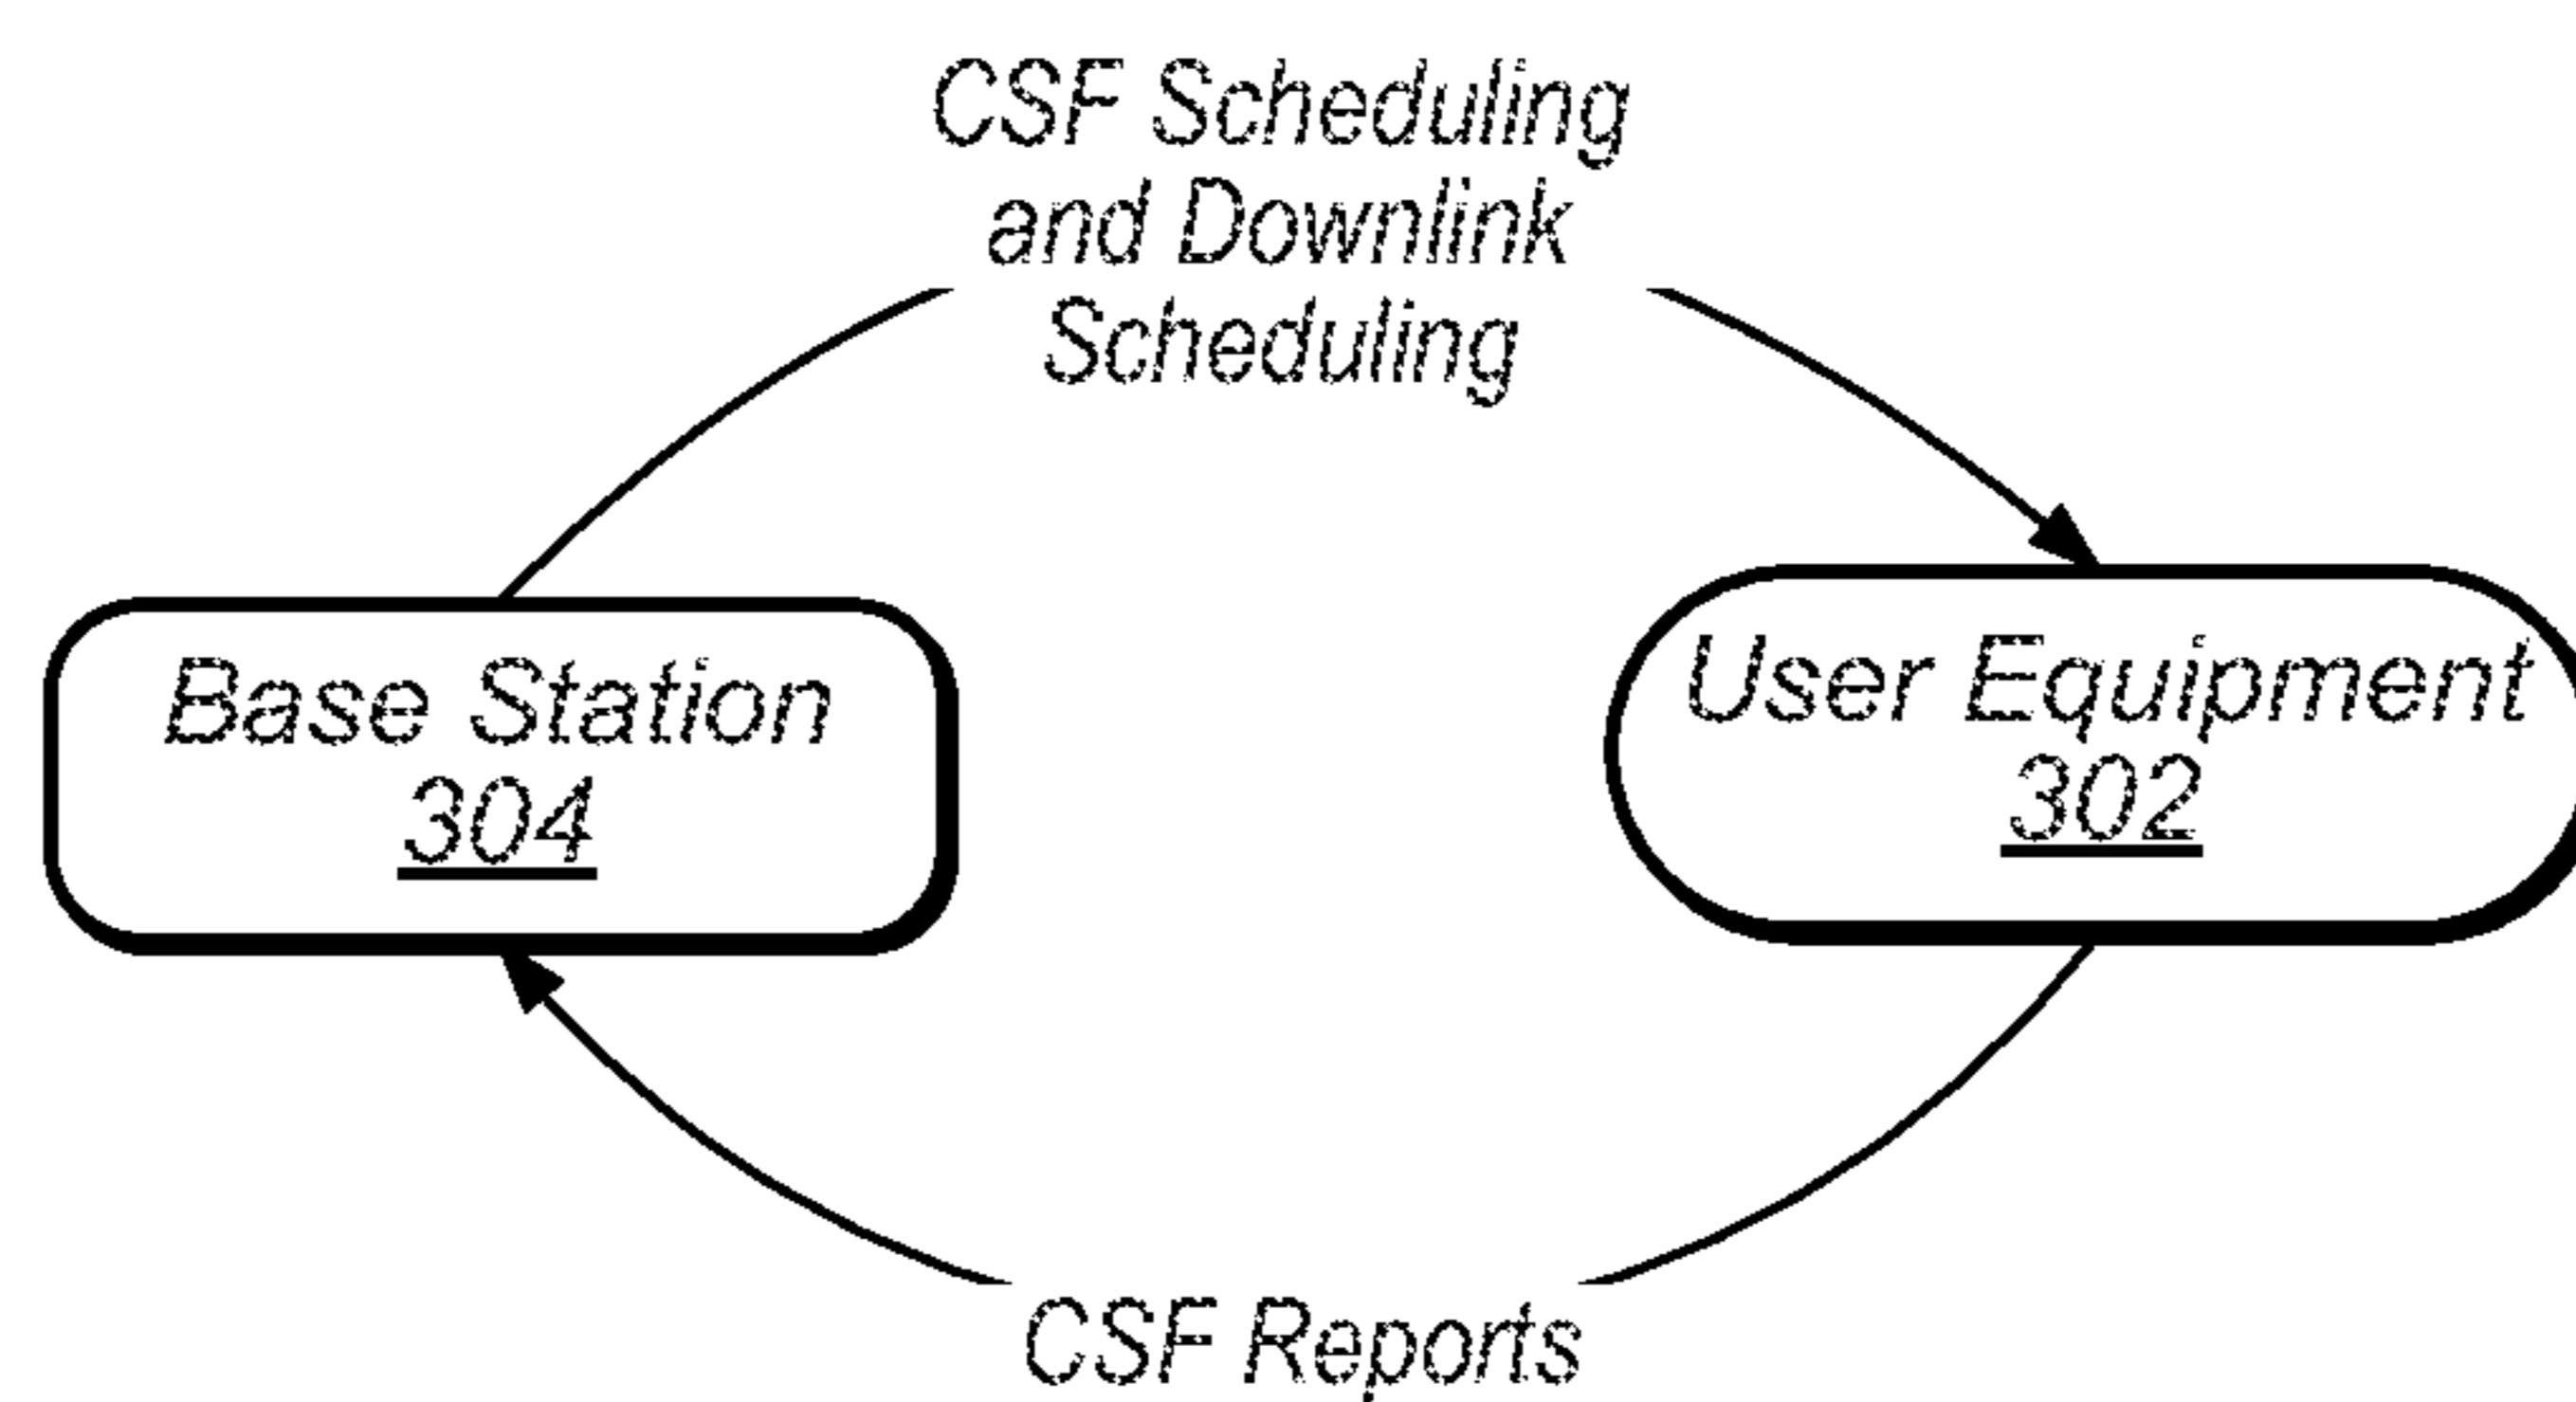 CSF Scheduling
and Downlink
Scheduling
Base Station
304
User Equipment
302
CSF Reports